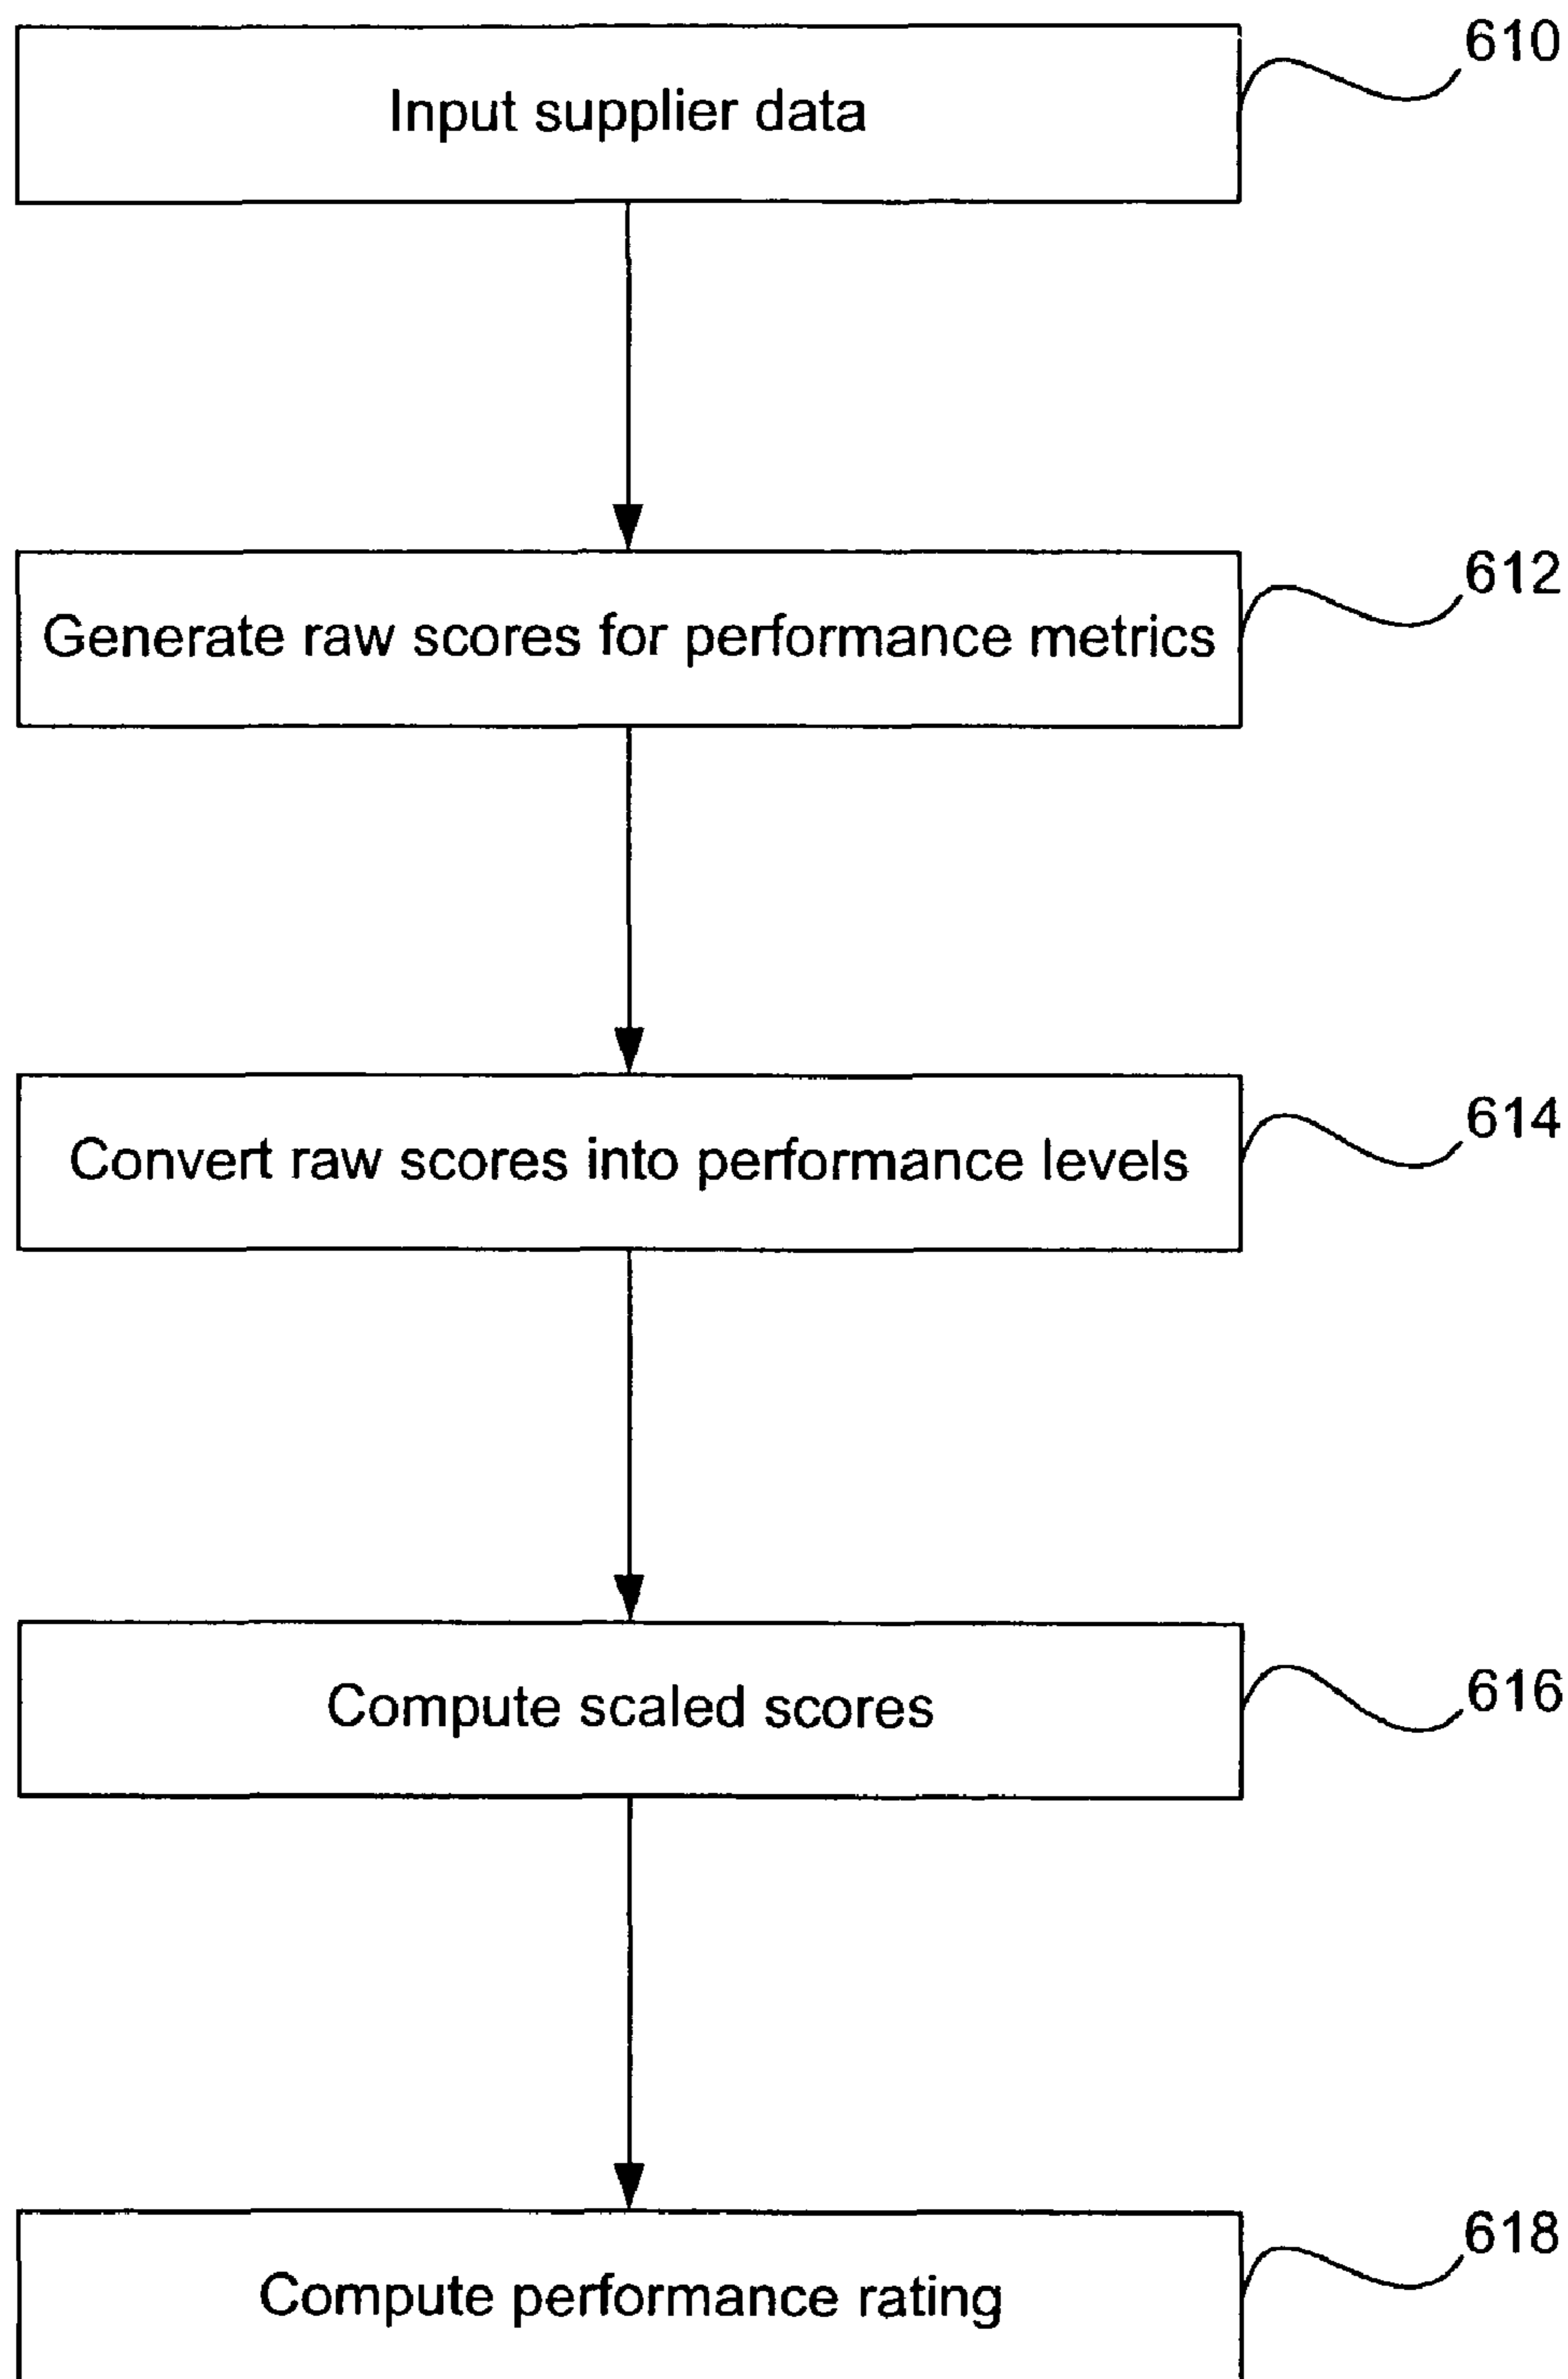 610
Input supplier data
612
Generate raw scores for performance metrics
614
Convert raw scores into performance levels
616
Compute scaled scores
618
Compute performance rating